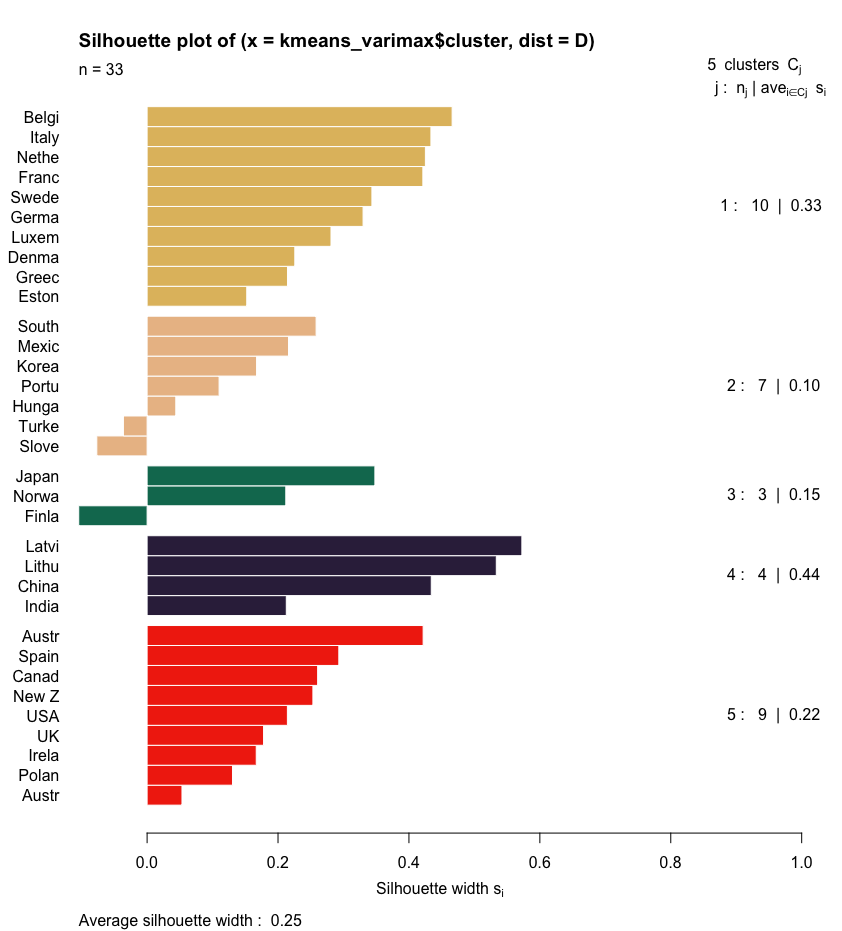 Silhouette plot of (x = kmeans_varimax$cluster, dist = D)
n = 33
5 clusters Cj
j : nj | avei∈Cj si
Belgi
Italy
Nethe
Franc
Swede
Germa
Luxem
Denma
Greec
Eston
1 : 10 | 0.33
South
Mexic
Korea
Portu
Hunga
Turke
Slove
2 : 7 | 0.10
Japan
Norwa
Finla
3 : 3 | 0.15
Latvi
Lithu
China
India
4 : 4 | 0.44
Austr
Spain
Canad
New Z
USA
UK
Irela
Polan
Austr
5 : 9 | 0.22
0.0 0.2 0.4 0.6 0.8 1.0
Silhouette width si
Average silhouette width : 0.25